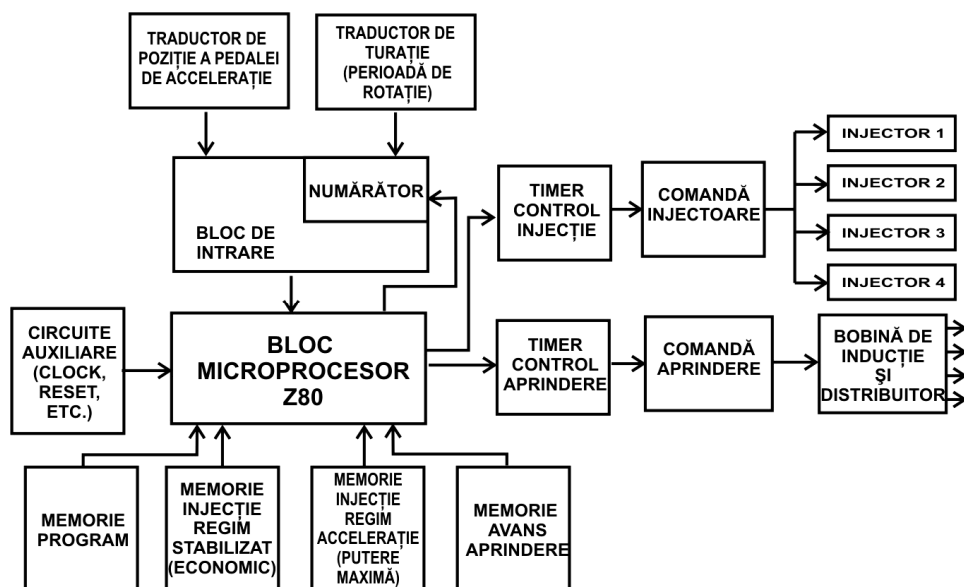 TRADUCTOR DE
POZIȚIE A PEDALEI
DE ACCELERAȚIE
TRADUCTOR DE
TURAȚIE
(PERIOADĂ DE
ROTAȚIE)
NUMĂRĂTOR
BLOC DE
INTRARE
TIMER
CONTROL
INJECȚIE
COMANDĂ
INJECTOARE
INJECTOR 1
INJECTOR 2
INJECTOR 3
INJECTOR 4
CIRCUITE
AUXILIARE
(CLOCK,
RESET,
ETC.)
BLOC
MICROPROCESOR
Z80
TIMER
CONTROL
APRINDERE
COMANDĂ
APRINDERE
BOBINĂ DE
INDUCȚIE
ŞI
DISTRIBUITOR
MEMORIE
PROGRAM
MEMORIE
INJECȚIE
REGIM
STABILIZAT
(ECONOMIC)
MEMORIE
INJECȚIE
REGIM
ACCELERAȚIE
(PUTERE
MAXIMĂ)
MEMORIE
AVANS
APRINDERE